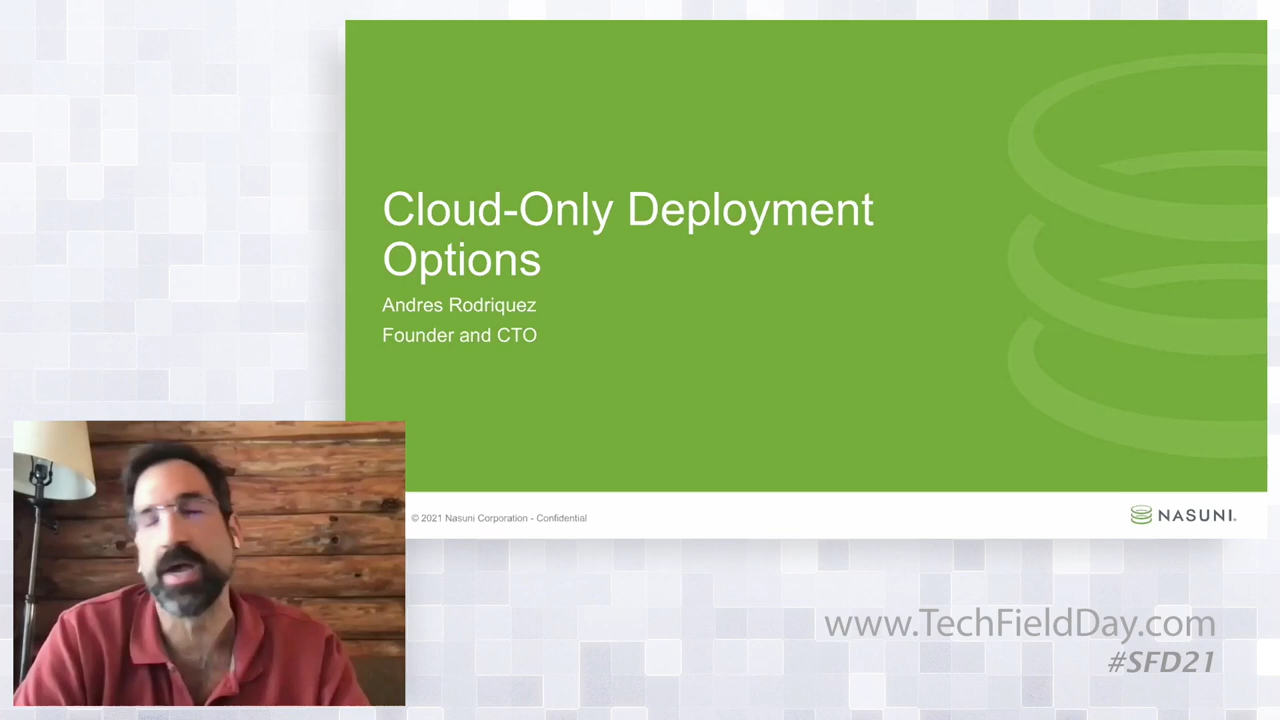 Cloud-Only Deployment
Options
Andres Rodriquez
Founder and CTO
© 2021 Nasuni Corporation - Confidential
NASUNI
www.TechFieldDay.com
#SFD21